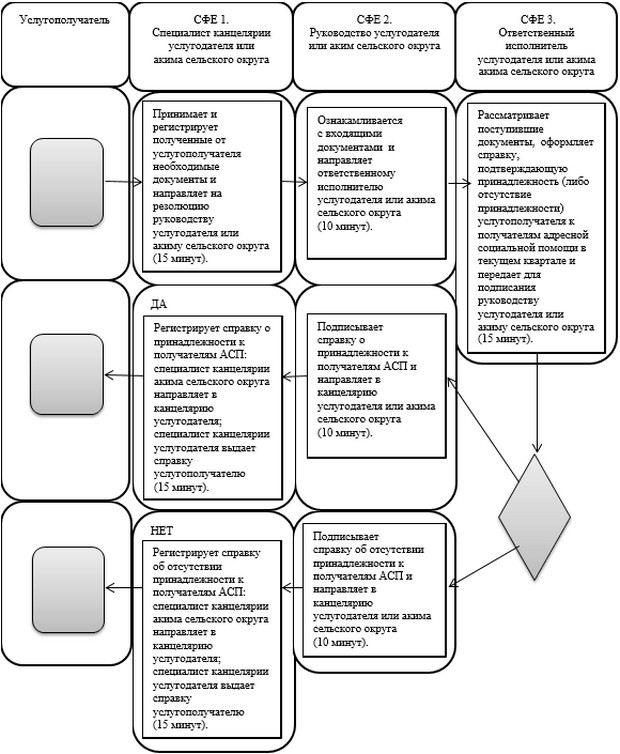 Услугополучатель
СФЕ 1.
Специалист канцелярии
услугодателя или
акима сельского округа
СФЕ 2.
Руководство услугодателя
или аким сельского округа
СФЕ 3.
Ответственный
исполнитель
услугодателя или акима
акима сельского округа
Принимает и
регистрирует
полученные от
услугополучателя
необходимые
документы и
направляет на
резолюцию
руководству
услугодателя или
акиму сельского округа
(15 минут).
Ознакамливается
с входящими
документами и
направляет
ответственному
исполнителю
услугодателя или акима
сельского округа
(10 минут).
Рассматривает
поступившие
документы, оформляет
справку,
подтверждающую
принадлежность (либо
отсутствие
принадлежности)
услугополучателя к
получателям адресной
социальной помощи в
текущем квартале и
передает для
подписания
руководству
услугодателя или
акиму сельского округа
(15 минут).
ДА
Регистрирует справку о
принадлежности к
получателям АСП:
специалист канцелярии
акима сельского округа
направляет в
канцелярию
услугодателя;
специалист канцелярии
услугодателя выдает
справку
услугополучателю
(15 минут).
Подписывает
справку о
принадлежности к
получателям АСП и
направляет в
канцелярию
услугодателя или акима
сельского округа
(10 минут).
НЕТ
Регистрирует справку
об отсутствии
принадлежности к
получателям АСП:
специалист канцелярии
акима сельского округа
направляет в
канцелярию
услугодателя;
специалист канцелярии
услугодателя выдает
справку
услугополучателю
(15 минут).
Подписывает
справку об отсутствии
принадлежности к
получателям АСП и
направляет в
канцелярию
услугодателя или акима
сельского округа
(10 минут).